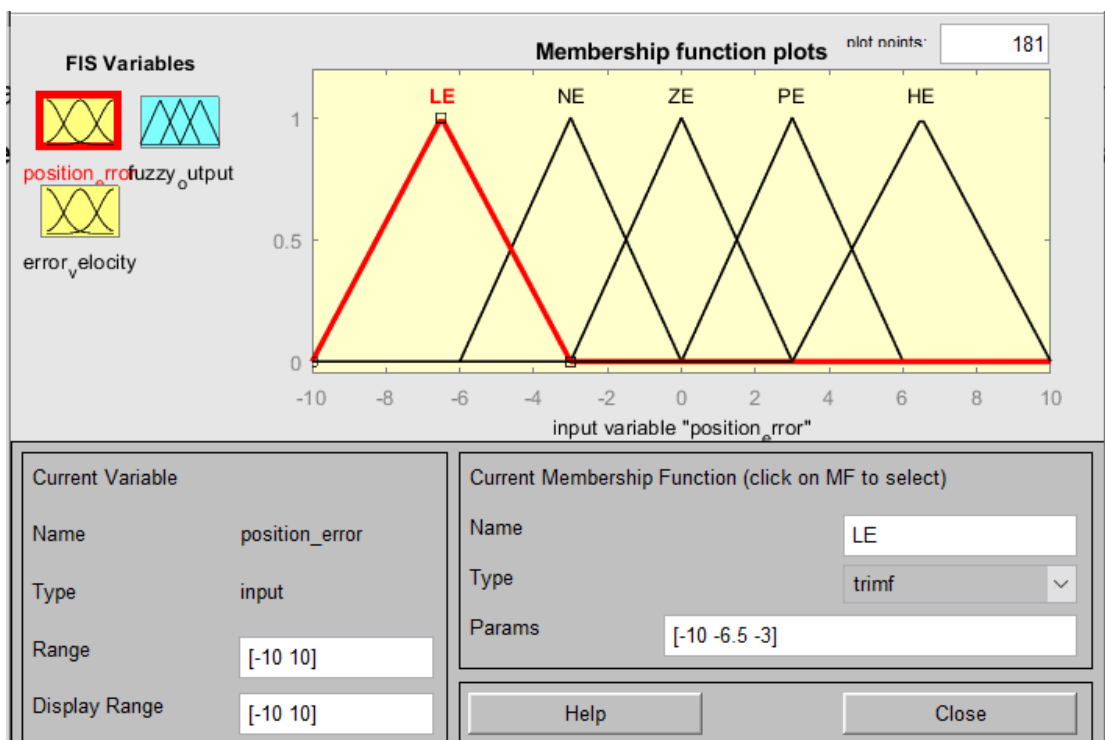 FIS Variables
position_error
fuzzy_output
error_velocity
Membership function plots
plot points:
181
LE
NE
ZE
PE
HE
1
0.5
0
-10 -8 -6 -4 -2 0 2 4 6 8 10
input variable "position_error"
Current Variable
Name position_error
Type input
Range [-10 10]
Display Range [-10 10]
Current Membership Function (click on MF to select)
Name LE
Type trimf
Params [-10 -6.5 -3]
Help
Close